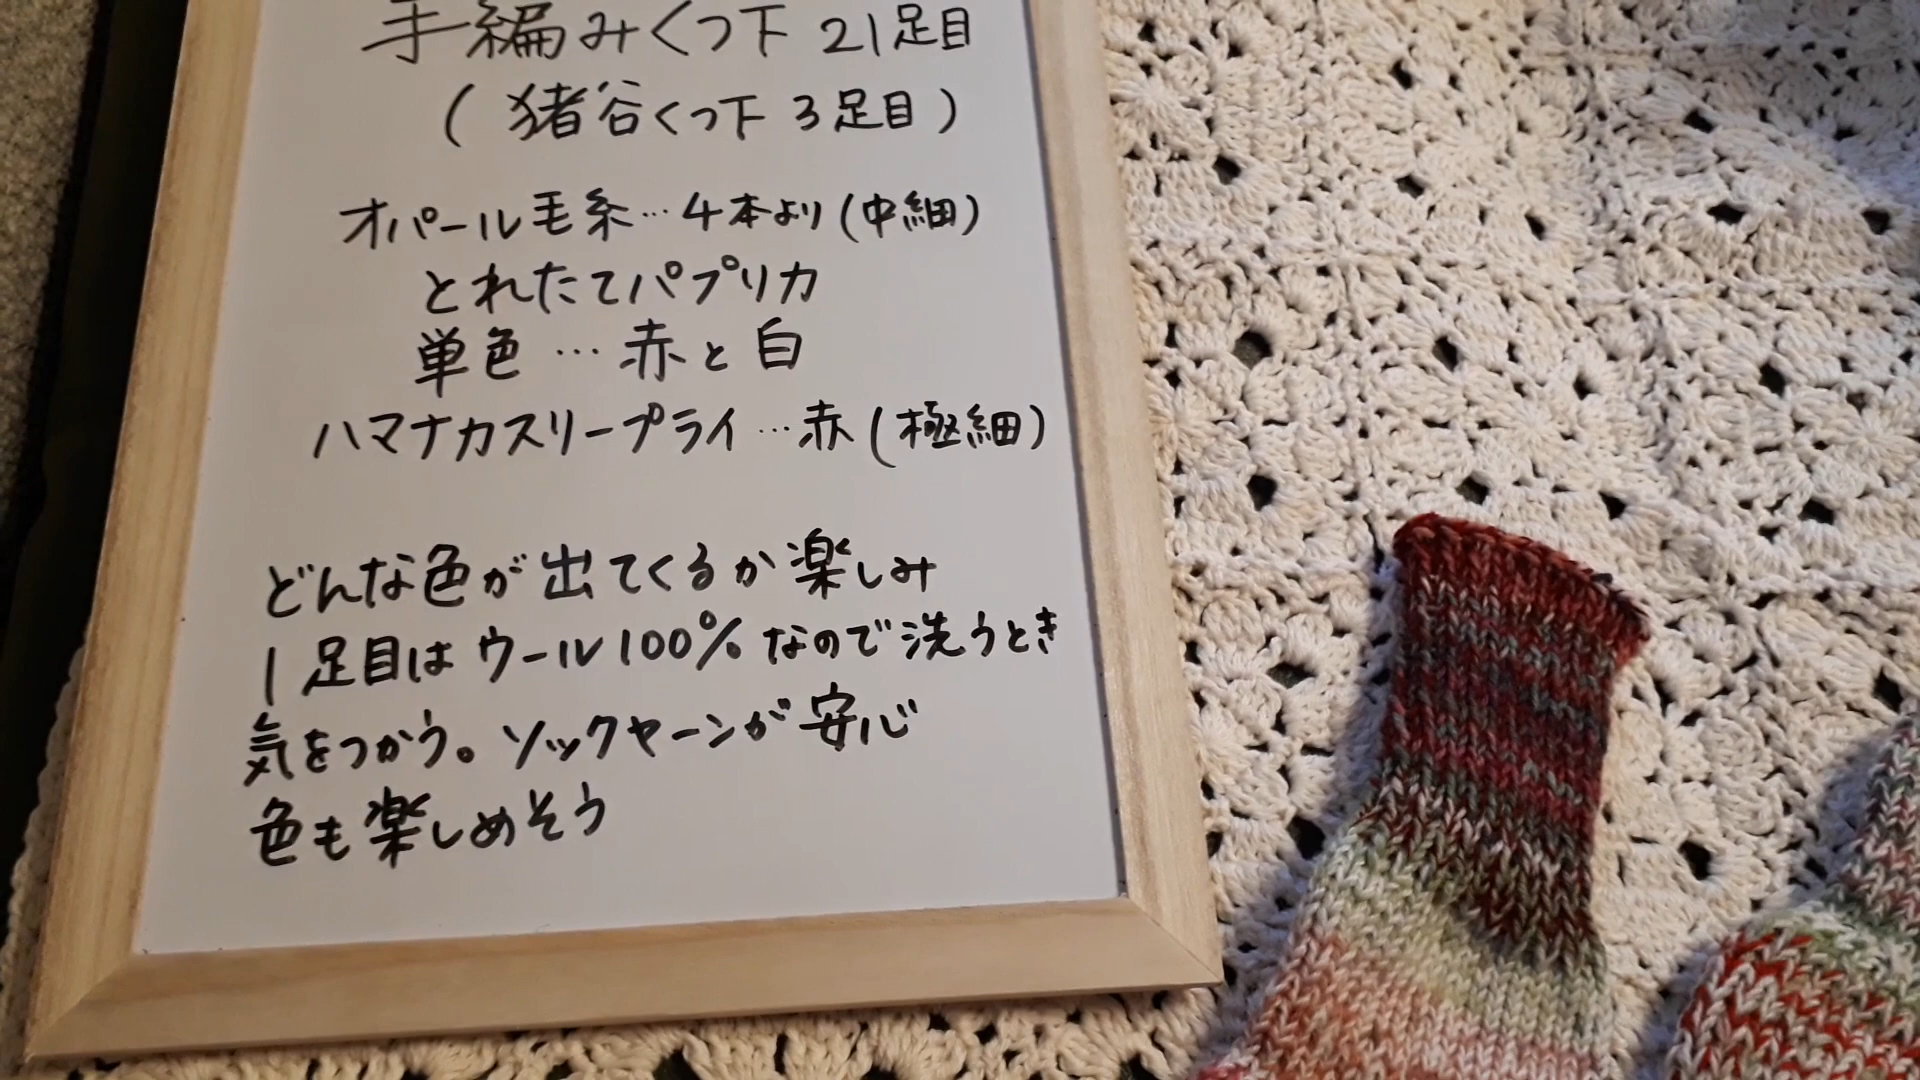 手編みくつ下 21足目
(猪谷くつ下 3足目)
オパール毛糸…4本より(中細)
とれたてパプリカ
単色…赤と白
ハマナカスリープライ…赤(極細)
どんな色が出てくるか楽しみ
1足目はウール100%なので洗うとき
気をつかう。ソックヤーンが安心
色も楽しめそう